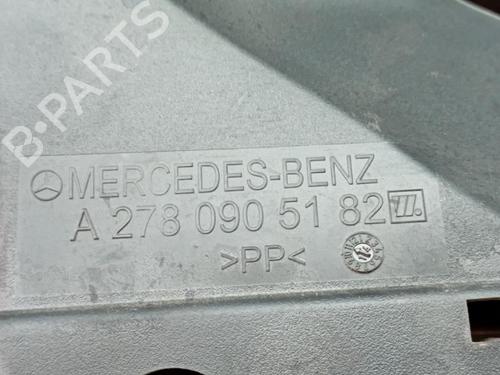 B-PARTS
MERCEDES-BENZ
A 278 090 51 82
>PP<